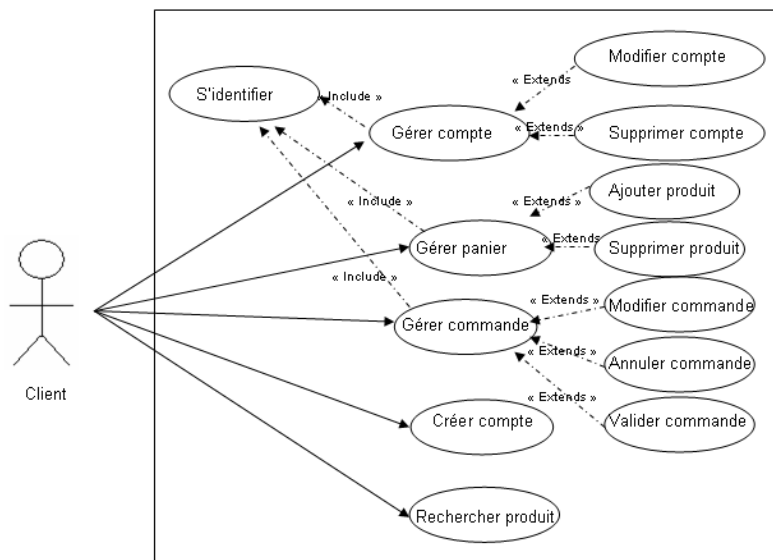 Modifier compte
« Extends »
S'identifier
« Include »
Gérer compte
« Extends »
Supprimer compte
Ajouter produit
« Extends »
« Include »
Gérer panier
« Extends
Supprimer produit
« Include »
Modifier commande
« Extends »
Gérer commande
« Extends »
Annuler commande
Client
« Extends »
Créer compte
Valider commande
Rechercher produit